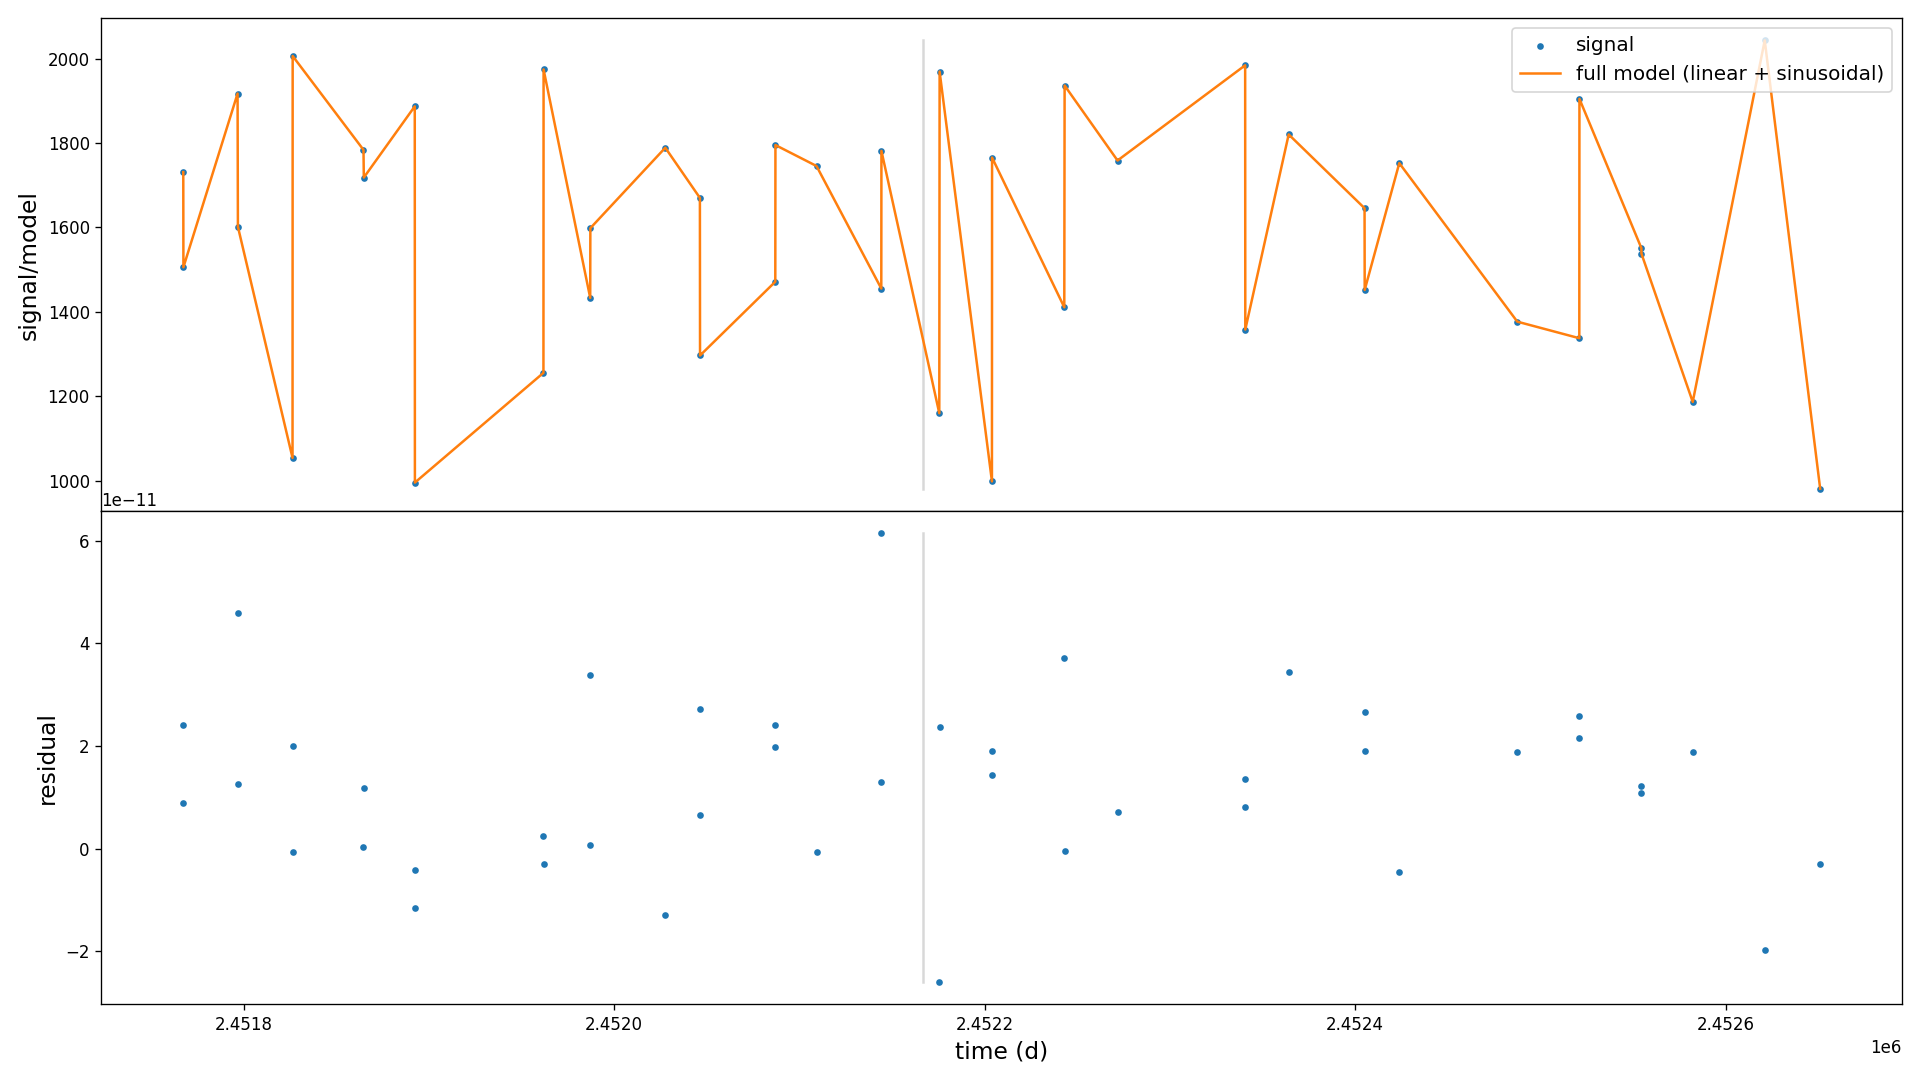 2000
1800
1600
1400
1200
1000
signal/model
signal
full model (linear + sinusoidal)
1e−11
6
4
2
0
−2
residual
2.4518
2.4520
2.4522
2.4524
2.4526
1e6
time (d)